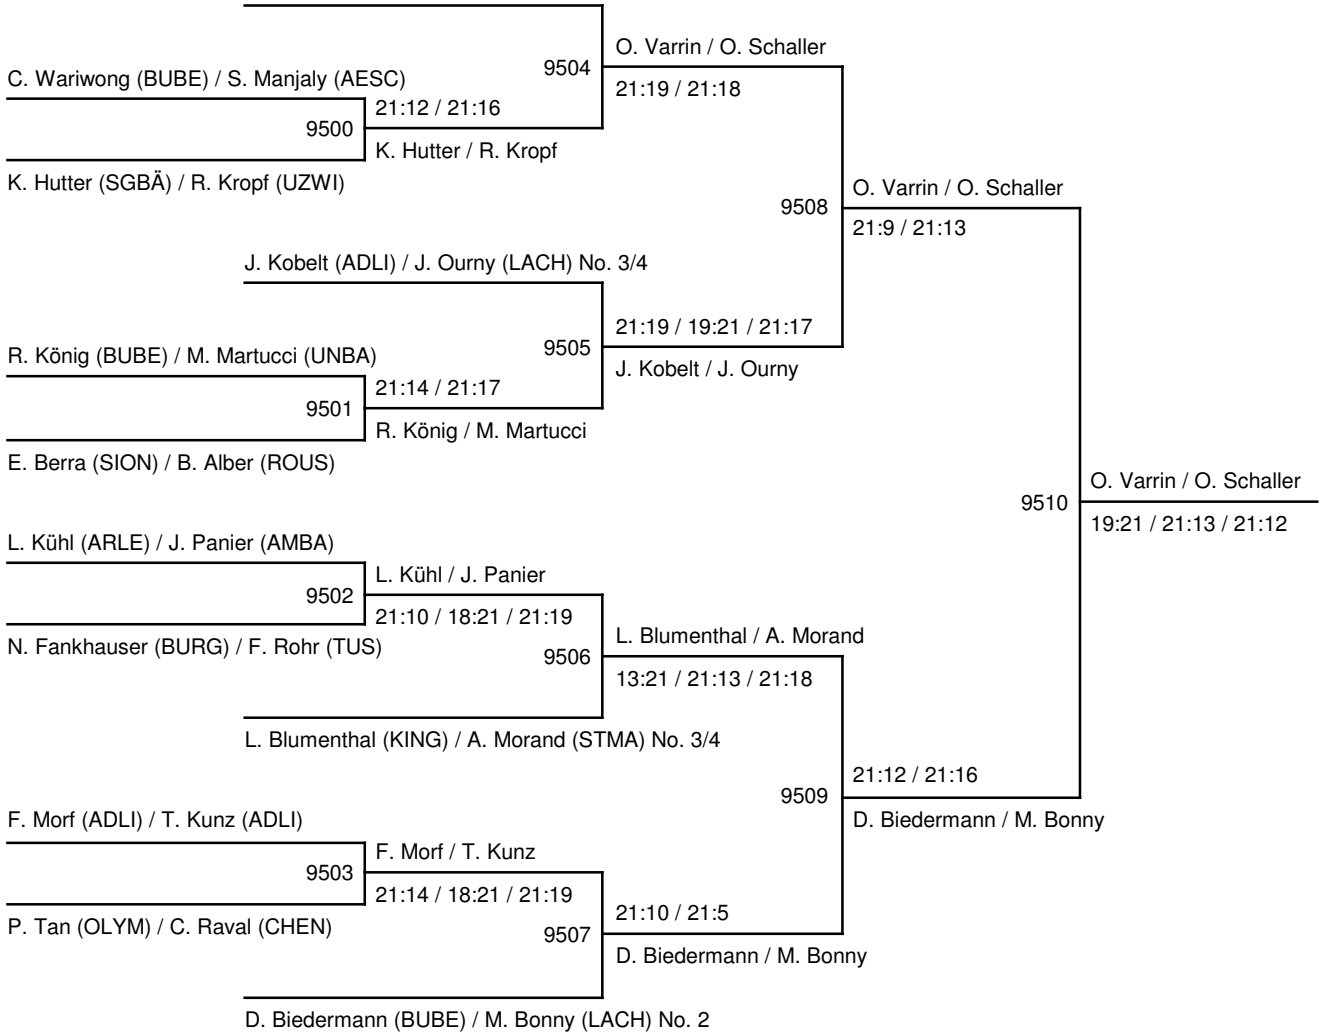 O. Varrin / O. Schaller
9504
C. Wariwong (BUBE) / S. Manjaly (AESC)
21:19 / 21:18
21:12 / 21:16
9500
K. Hutter / R. Kropf
K. Hutter (SGBÄ) / R. Kropf (UZWI)
O. Varrin / O. Schaller
9508
21:9 / 21:13
J. Kobelt (ADLI) / J. Ourny (LACH) No. 3/4
21:19 / 19:21 / 21:17
9505
R. König (BUBE) / M. Martucci (UNBA)
J. Kobelt / J. Ourny
21:14 / 21:17
9501
R. König / M. Martucci
E. Berra (SION) / B. Alber (ROUS)
O. Varrin / O. Schaller
9510
19:21 / 21:13 / 21:12
L. Kühl (ARLE) / J. Panier (AMBA)
L. Kühl / J. Panier
9502
21:10 / 18:21 / 21:19
L. Blumenthal / A. Morand
N. Fankhauser (BURG) / F. Rohr (TUS)
9506
13:21 / 21:13 / 21:18
L. Blumenthal (KING) / A. Morand (STMA) No. 3/4
21:12 / 21:16
9509
F. Morf (ADLI) / T. Kunz (ADLI)
D. Biedermann / M. Bonny
F. Morf / T. Kunz
9503
21:14 / 18:21 / 21:19
21:10 / 21:5
P. Tan (OLYM) / C. Raval (CHEN)
9507
D. Biedermann / M. Bonny
D. Biedermann (BUBE) / M. Bonny (LACH) No. 2